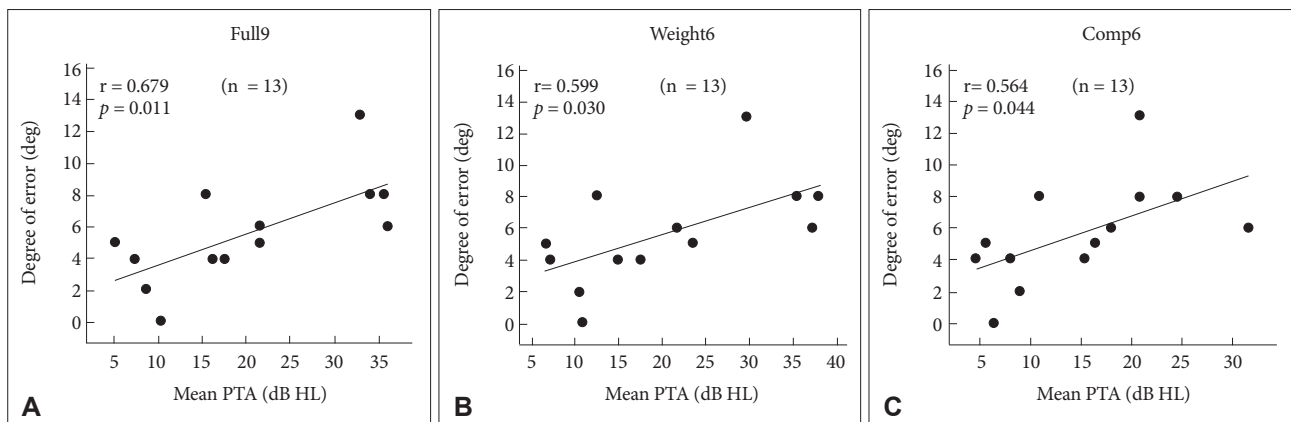 Full9
r = 0.679 (n = 13)
p = 0.011
16
14
12
10
8
6
4
2
0
Degree of error (deg)
5 10 15 20 25 30 35
Mean PTA (dB HL)
A
Weight6
r= 0.599 (n = 13)
p = 0.030
16
14
12
10
8
6
4
2
0
Degree of error (deg)
5 10 15 20 25 30 35 40
Mean PTA (dB HL)
B
Comp6
r= 0.564 (n = 13)
p = 0.044
16
14
12
10
8
6
4
2
0
Degree of error (deg)
5 10 15 20 25 30
Mean PTA (dB HL)
C